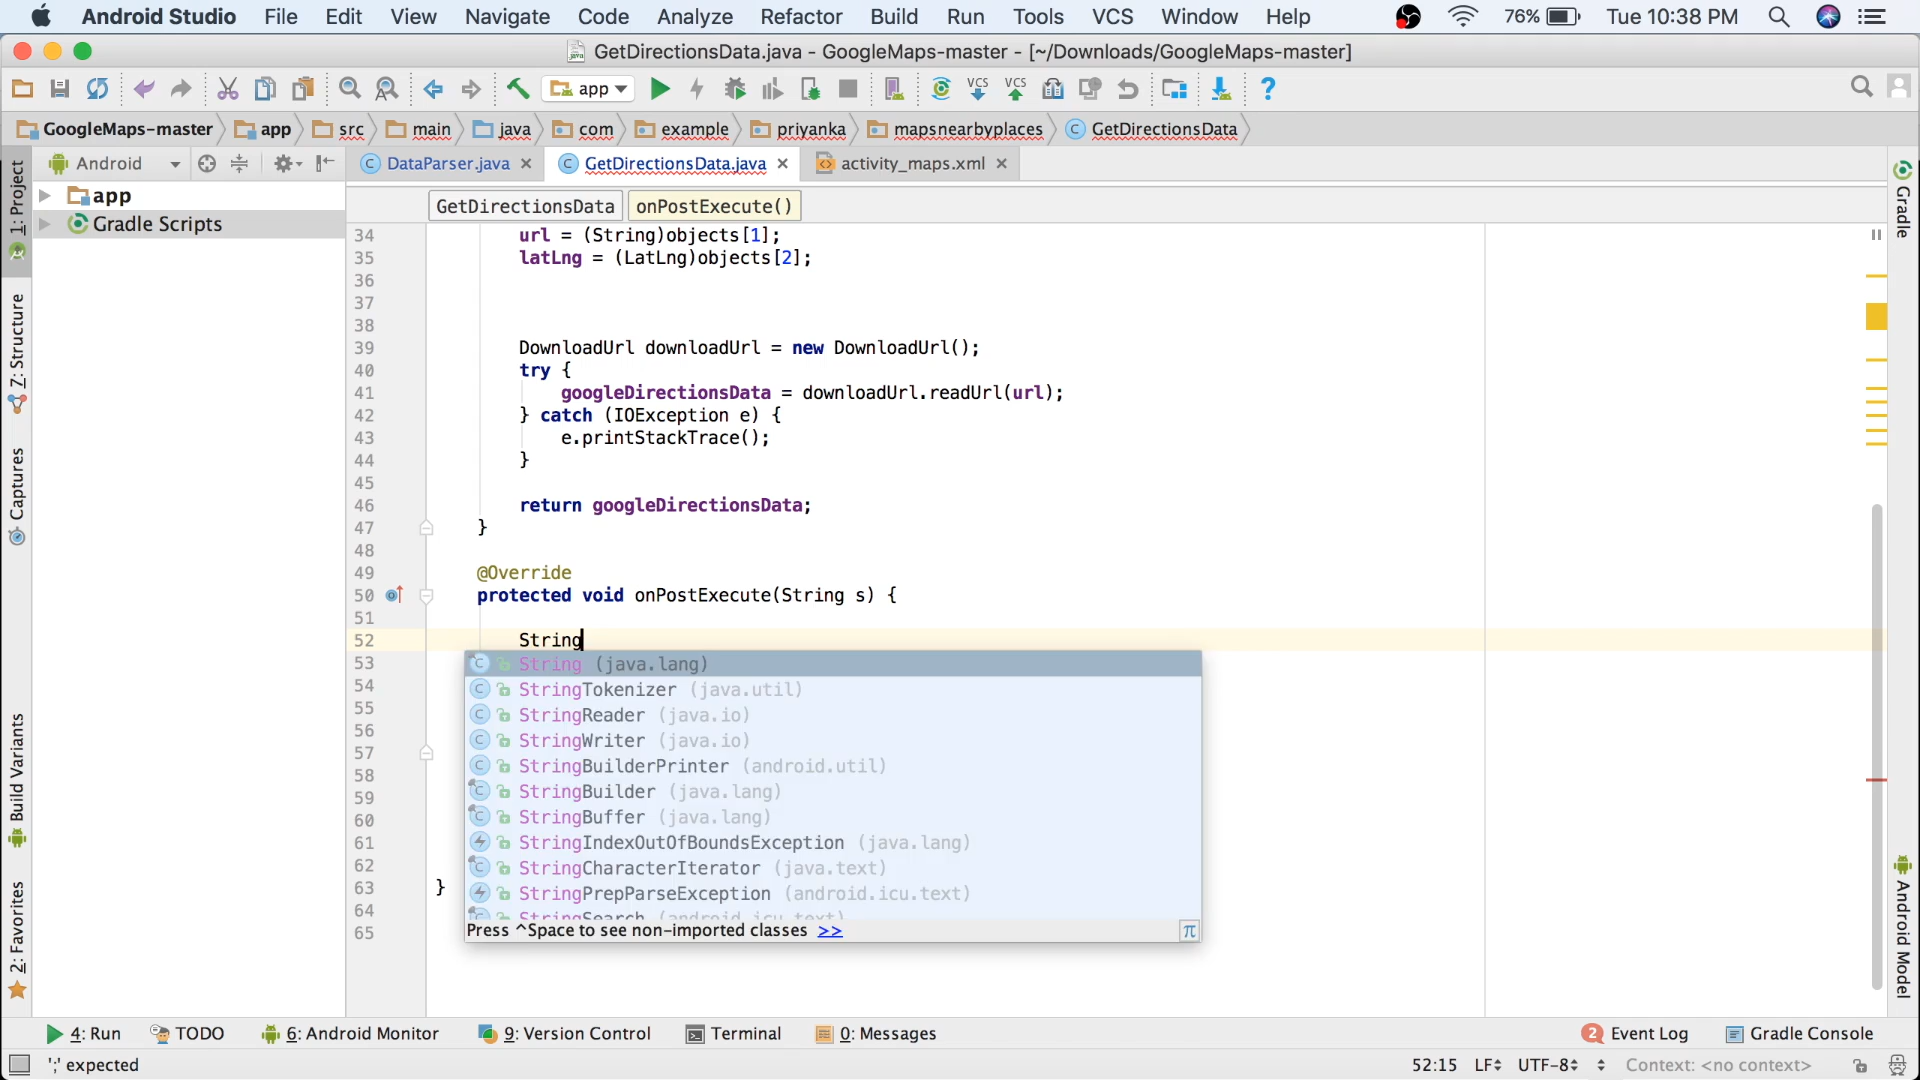 Android Studio File Edit View Navigate Code Analyze Refactor Build Run Tools VCS Window Help 76% Tue 10:38 PM
GetDirectionsData.java - GoogleMaps-master - [~/Downloads/GoogleMaps-master]
app VCS VCS ?
GoogleMaps-master app src main java com example priyanka mapsnearbyplaces C GetDirectionsData
Android C DataParser.java C GetDirectionsData.java activity_maps.xml
GetDirectionsData onPostExecute()
app
Gradle Scripts
1: Project
7: Structure
Captures
Build Variants
2: Favorites
34 url = (String)objects[1];
35 latLng = (LatLng)objects[2];
36
37
38
39 DownloadUrl downloadUrl = new DownloadUrl();
40 try {
41 googleDirectionsData = downloadUrl.readUrl(url);
42 } catch (IOException e) {
43 e.printStackTrace();
44 }
45
46 return googleDirectionsData;
47 }
48
49 @Override
50 protected void onPostExecute(String s) {
51
52 String
53
54
55
56
57
58
59
60
61
62
63 }
64
65
C String (java.lang)
C StringTokenizer (java.util)
C StringReader (java.io)
C StringWriter (java.io)
C StringBuilderPrinter (android.util)
C StringBuilder (java.lang)
C StringBuffer (java.lang)
StringIndexOutOfBoundsException (java.lang)
C StringCharacterIterator (java.text)
StringPrepParseException (android.icu.text)
C StringSearch (android.icu.text)
Press ^Space to see non-imported classes >> π
Gradle
Android Model
4: Run TODO 6: Android Monitor 9: Version Control Terminal 0: Messages 2 Event Log Gradle Console
';' expected 52:15 LF UTF-8 Context: <no context>